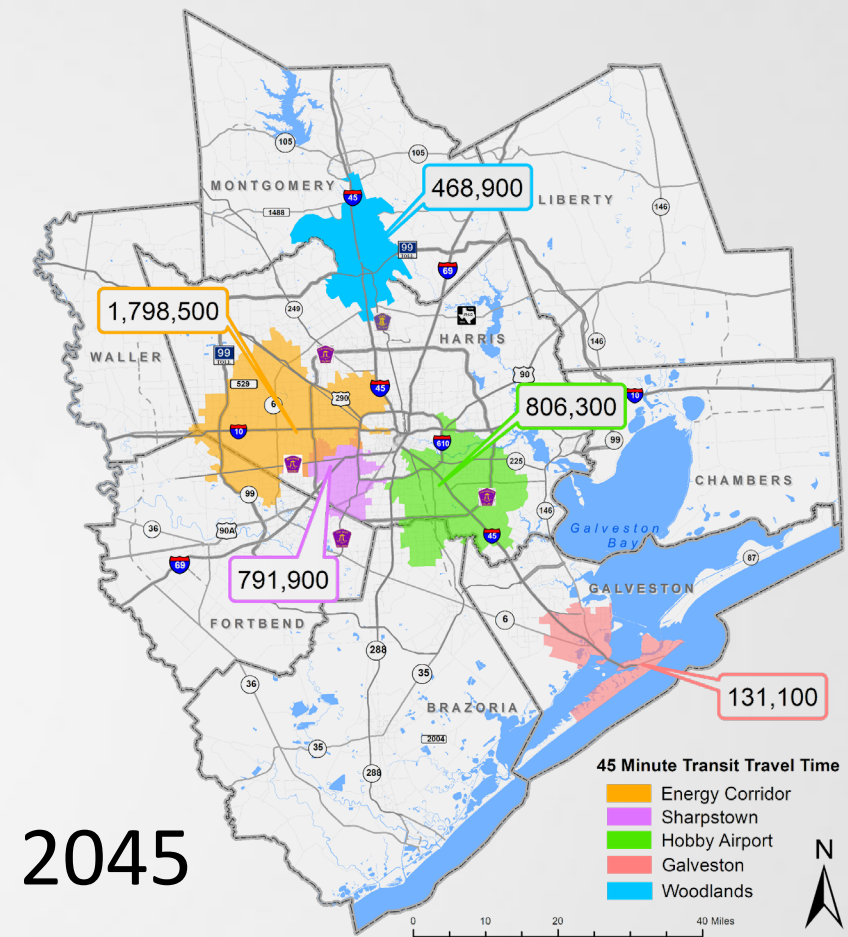 105
105
MONTGOMERY
45
468,900
LIBERTY
146
1488
99
TOLL
69
1,798,500
249
HARRIS
146
WALLER
99
TOLL
529
90
45
10
6
290
806,300
10
610
99
225
CHAMBERS
99
146
36
90A
Galveston
Bay
45
69
87
791,900
GALVESTON
FORTBEND
6
288
35
36
131,100
BRAZORIA
2004
35
288
45 Minute Transit Travel Time
Energy Corridor
Sharpstown
Hobby Airport
Galveston
Woodlands
2045
N
0 10 20 40 Miles